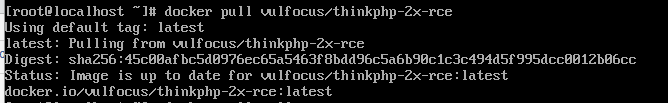 [root@localhost ~]# docker pull vulfocus/thinkphp-2x-rce
Using default tag: latest
latest: Pulling from vulfocus/thinkphp-2x-rce
Digest: sha256:45c00afbc5d0976ec65a5463f8bdd96c5a6b90c1c3c494d5f995dcc0012b06cc
Status: Image is up to date for vulfocus/thinkphp-2x-rce:latest
docker.io/vulfocus/thinkphp-2x-rce:latest